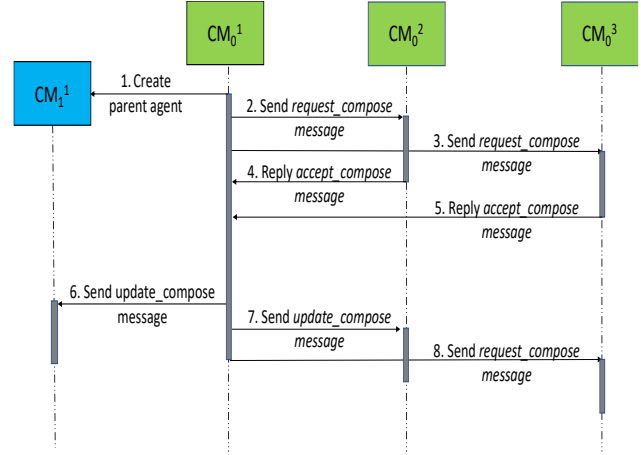 CM₀¹
CM₀²
CM₀³
CM₁¹
1. Create
parent agent
2. Send request_compose
message
3. Send request_compose
message
4. Reply accept_compose
message
5. Reply accept_compose
message
6. Send update_compose
message
7. Send update_compose
message
8. Send request_compose
message